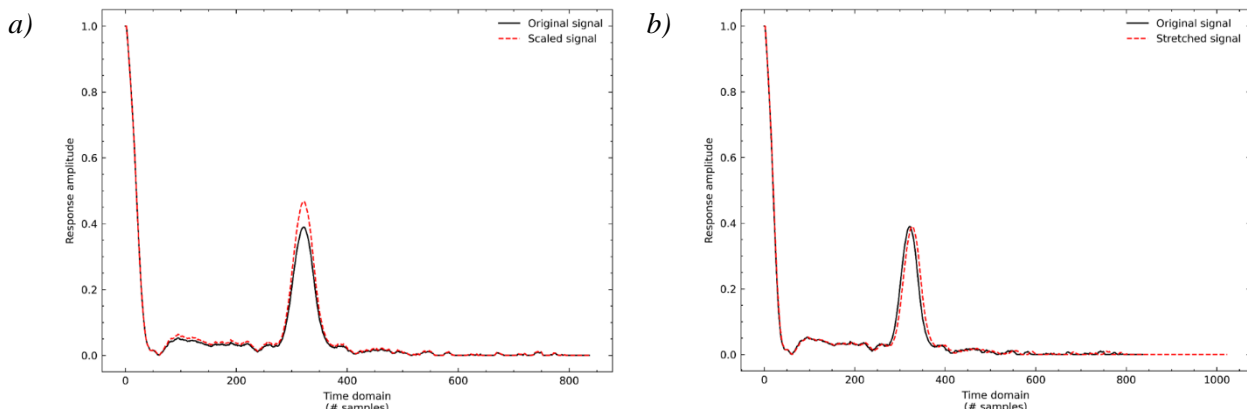 a)
Original signal
Scaled signal
1.0
0.8
0.6
0.4
0.2
0.0
Response amplitude
0
200
400
600
800
Time domain
(# samples)
b)
Original signal
Stretched signal
1.0
0.8
0.6
0.4
0.2
0.0
Response amplitude
0
200
400
600
800
1000
Time domain
(# samples)